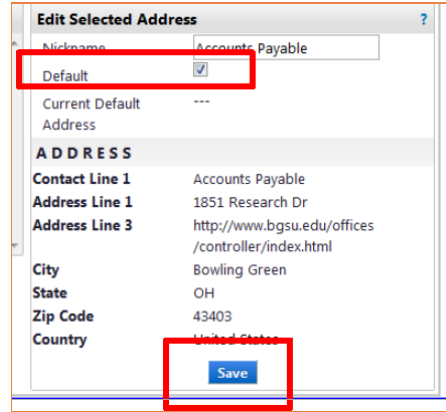 Edit Selected Address ?
Nickname Accounts Payable
Default
Current Default ---
Address
ADDRESS
Contact Line 1 Accounts Payable
Address Line 1 1851 Research Dr
Address Line 3 http://www.bgsu.edu/offices
/controller/index.html
City Bowling Green
State OH
Zip Code 43403
Country United States
Save